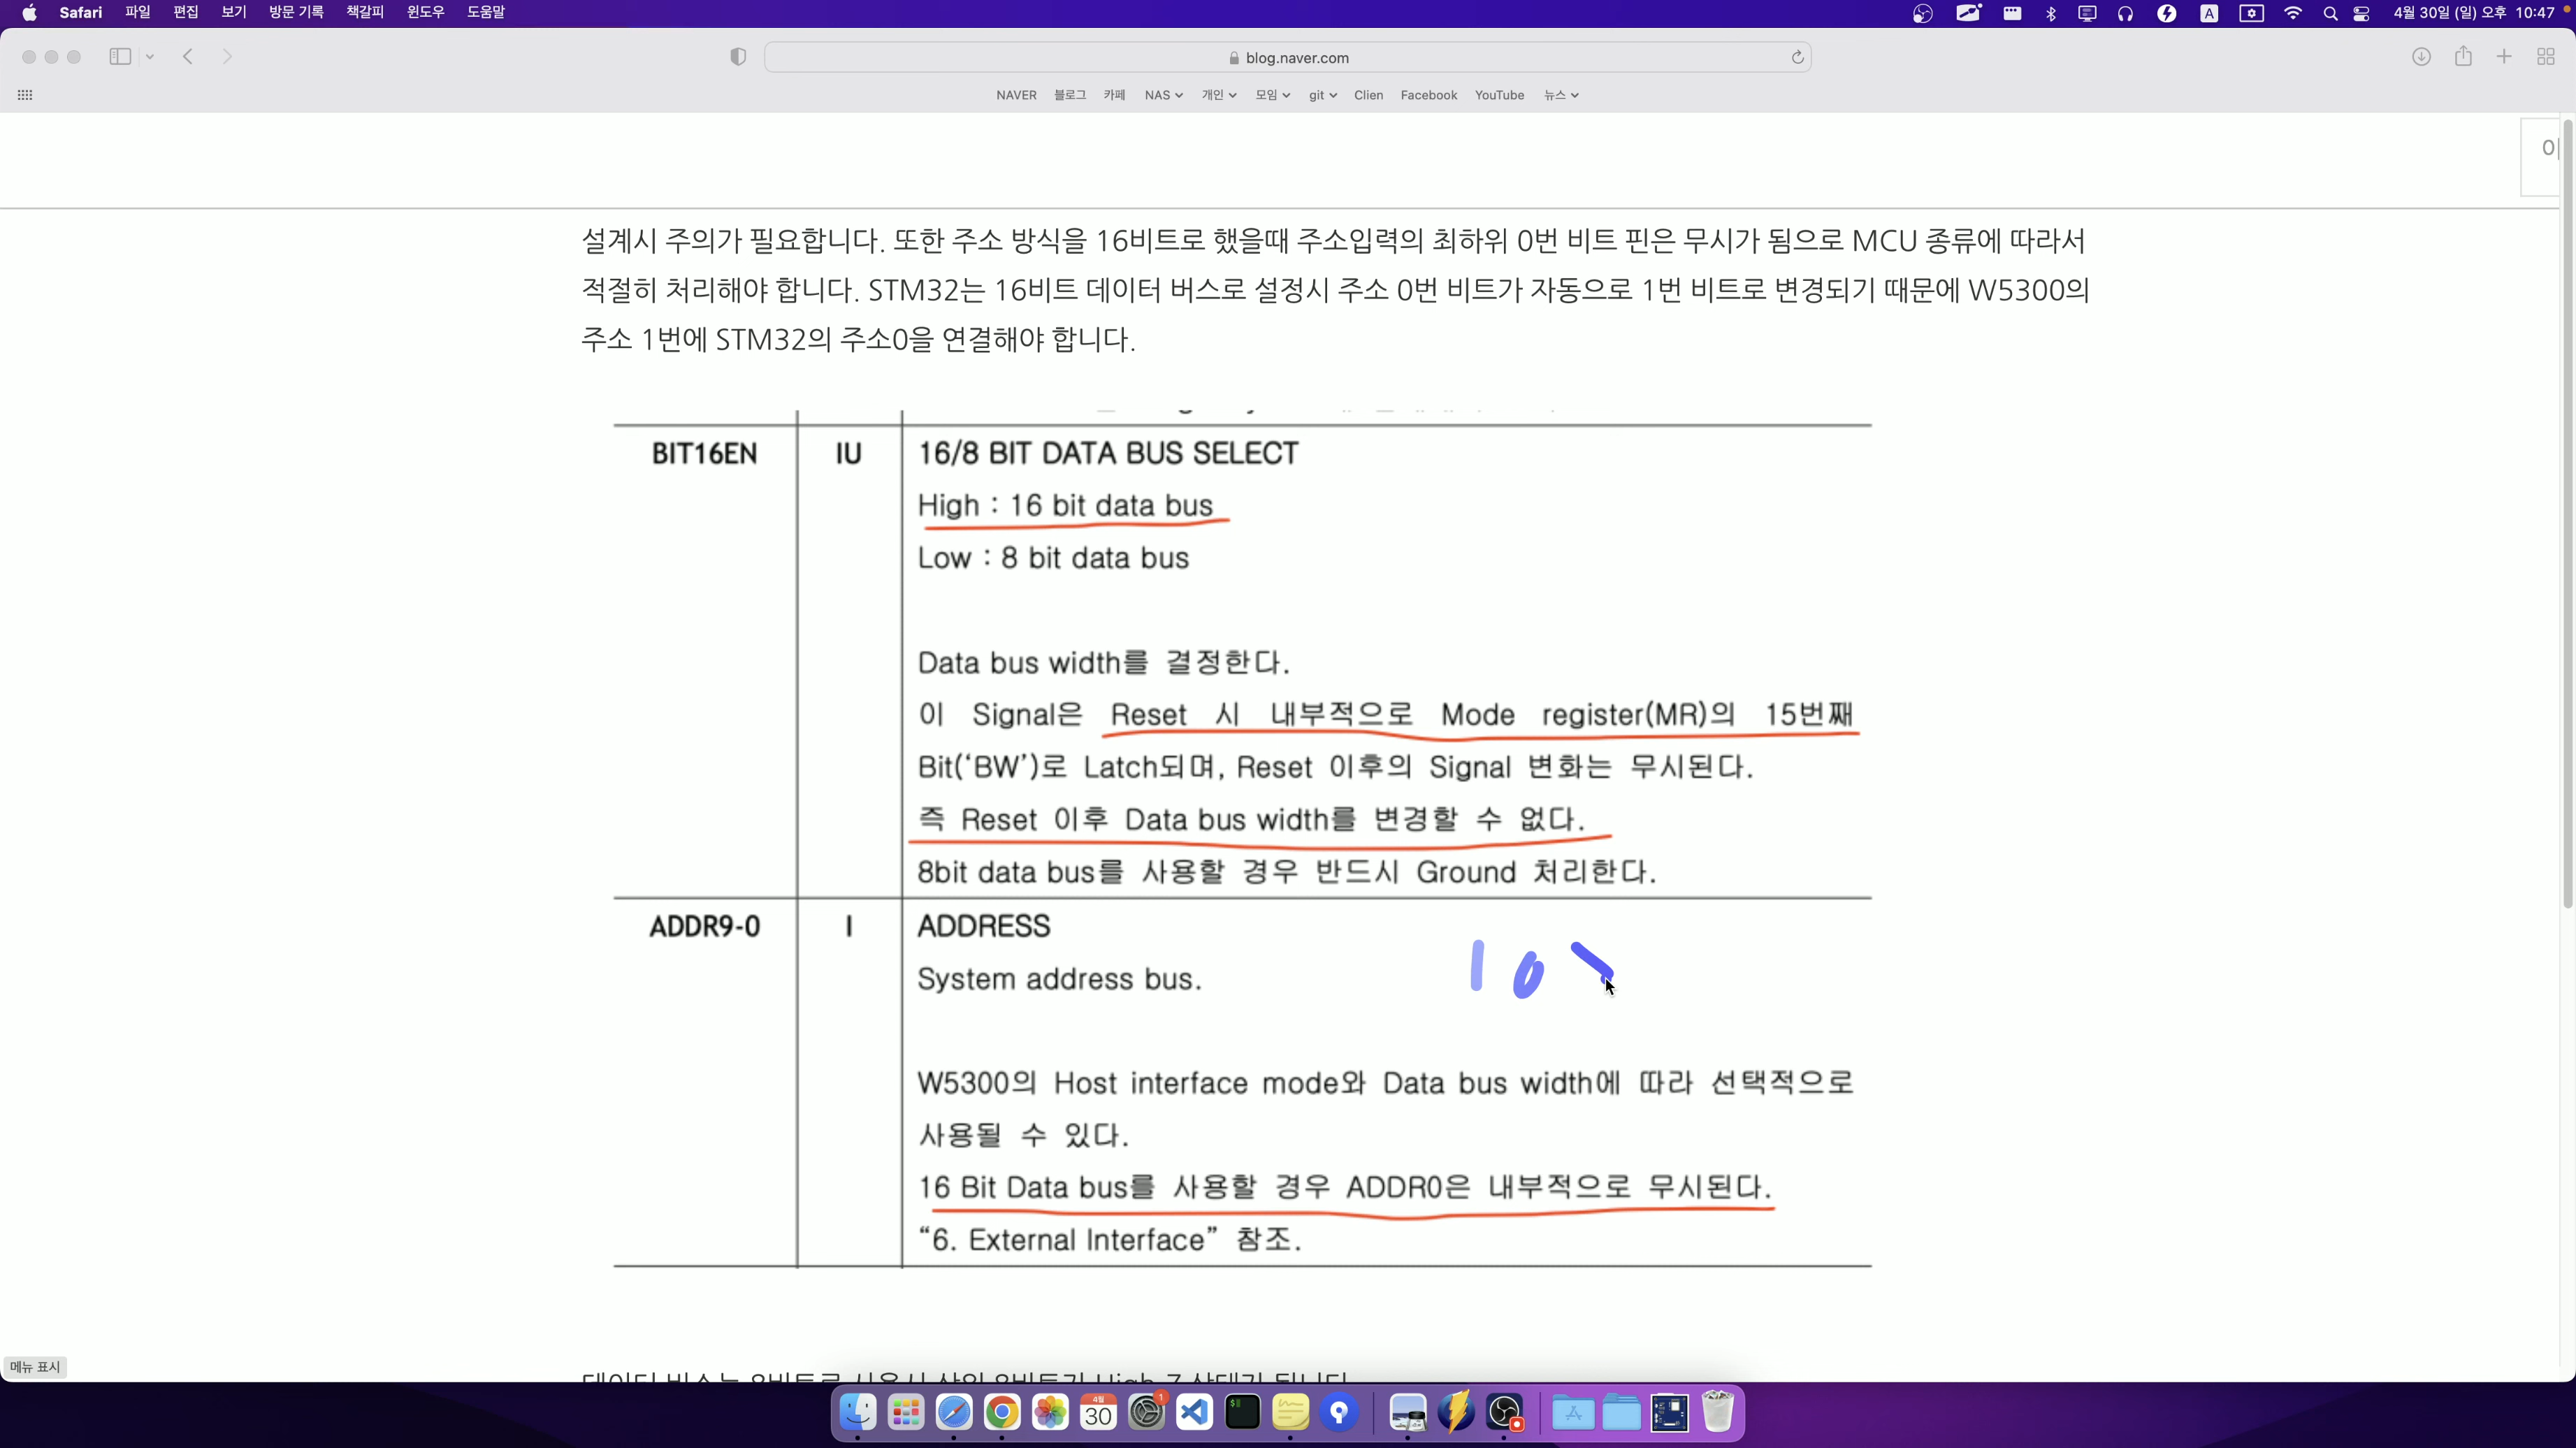 Safari 파일 편집 보기 방문 기록 책갈피 윈도우 도움말 A 4월 30일 (일) 오후 10:47
blog.naver.com
NAVER 블로그 카페 NAS 개인 모임 git Clien Facebook YouTube 뉴스
설계시 주의가 필요합니다. 또한 주소 방식을 16비트로 했을때 주소입력의 최하위 0번 비트 핀은 무시가 됨으로 MCU 종류에 따라서
적절히 처리해야 합니다. STM32는 16비트 데이터 버스로 설정시 주소 0번 비트가 자동으로 1번 비트로 변경되기 때문에 W5300의
주소 1번에 STM32의 주소0을 연결해야 합니다.
BIT16EN IU 16/8 BIT DATA BUS SELECT
High : 16 bit data bus
Low : 8 bit data bus
Data bus width를 결정한다.
이 Signal은 Reset 시 내부적으로 Mode register(MR)의 15번째
Bit(‘BW’)로 Latch되며, Reset 이후의 Signal 변화는 무시된다.
즉 Reset 이후 Data bus width를 변경할 수 없다.
8bit data bus를 사용할 경우 반드시 Ground 처리한다.
ADDR9-0 I ADDRESS
System address bus.
10
W5300의 Host interface mode와 Data bus width에 따라 선택적으로
사용될 수 있다.
16 Bit Data bus를 사용할 경우 ADDR0은 내부적으로 무시된다.
“6. External Interface” 참조.
메뉴 표시
4월
30
1